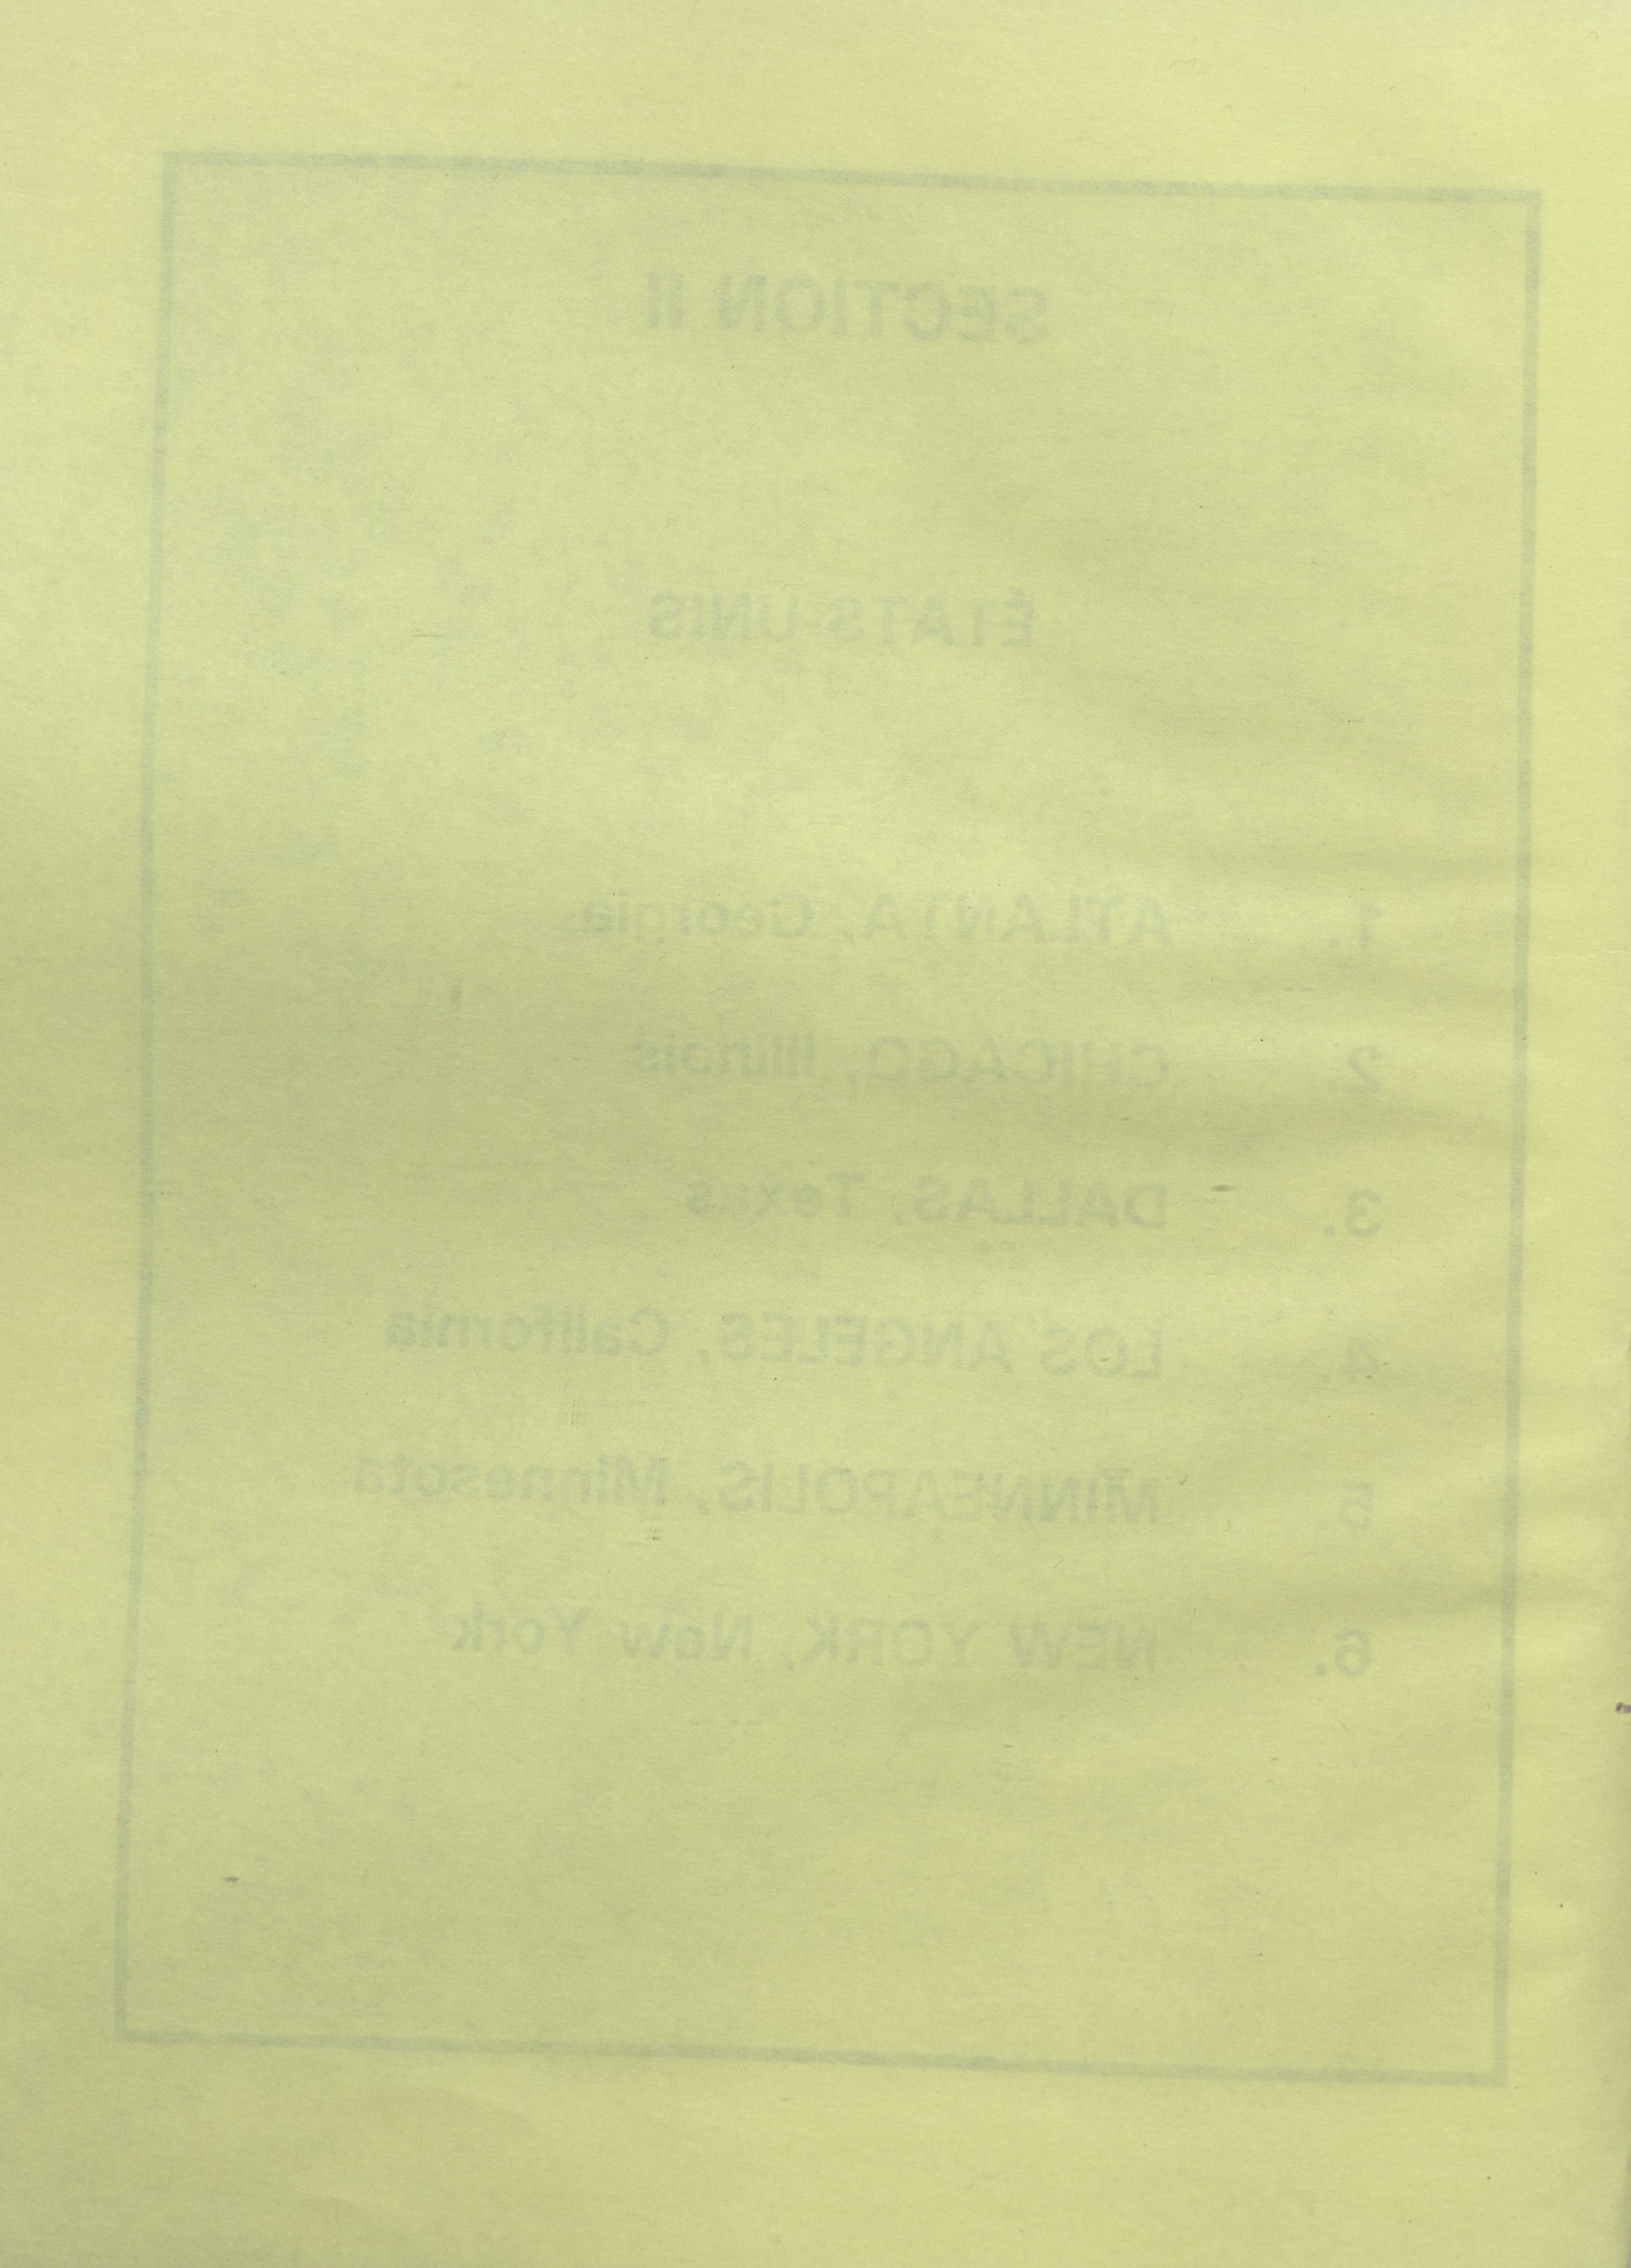 SECTION II
ÉTATS-UNIS
1. ATLANTA, Georgia
2. CHICAGO, Illinois
3. DALLAS, Texas
4. LOS ANGELES, California
5. MINNEAPOLIS, Minnesota
6. NEW YORK, New York